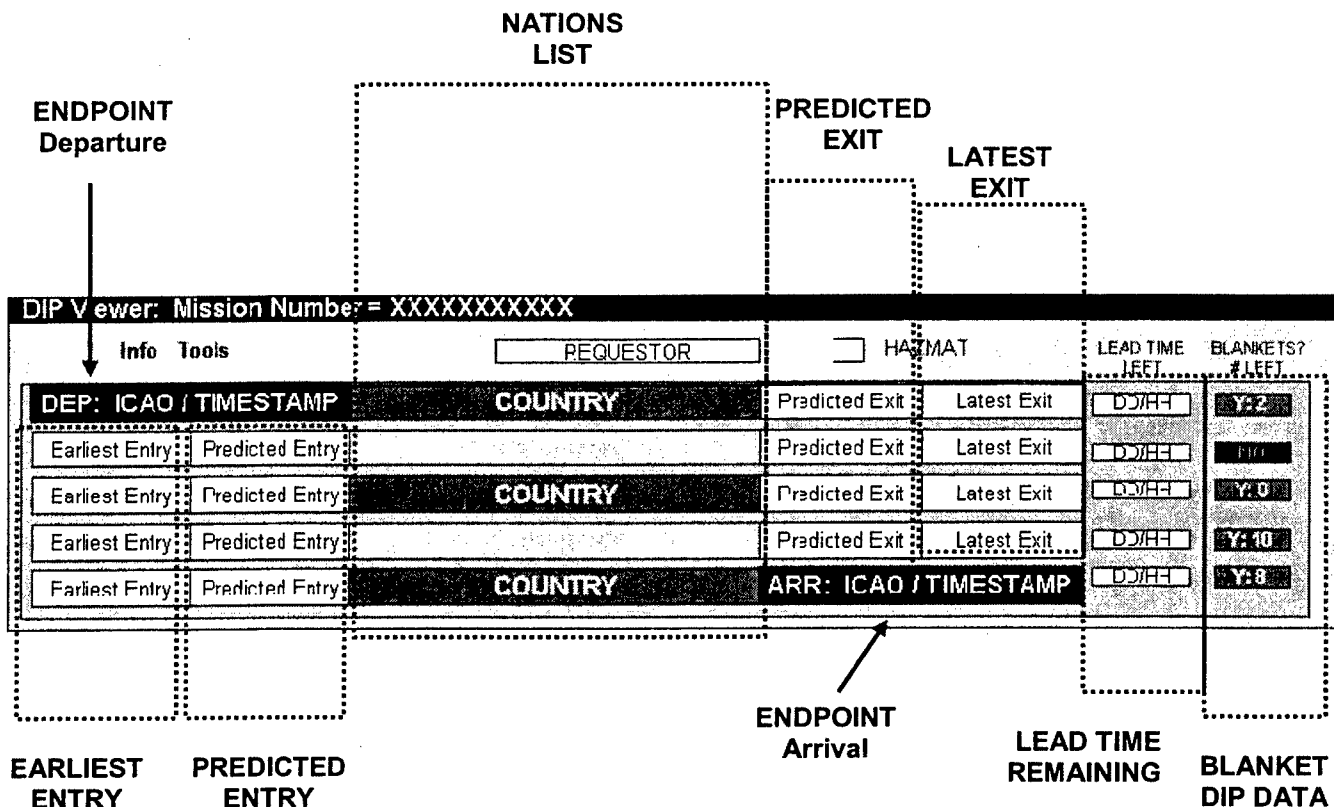 NATIONS
LIST
ENDPOINT
Departure
PREDICTED
EXIT
LATEST
EXIT
DIP Viewer: Mission Number = XXXXXXXXXXX
Info Tools REQUESTOR HAZMAT LEAD TIME LEFT BLANKETS? # LEFT
DEP: ICAO / TIMESTAMP COUNTRY Predicted Exit Latest Exit DD/HH Y: 2
Earliest Entry Predicted Entry Predicted Exit Latest Exit DD/HH NO
Earliest Entry Predicted Entry COUNTRY Predicted Exit Latest Exit DD/HH Y: 0
Earliest Entry Predicted Entry Predicted Exit Latest Exit DD/HH Y: 10
Earliest Entry Predicted Entry COUNTRY ARR: ICAO / TIMESTAMP DD/HH Y: 8
ENDPOINT
Arrival
EARLIEST
ENTRY
PREDICTED
ENTRY
LEAD TIME
REMAINING
BLANKET
DIP DATA